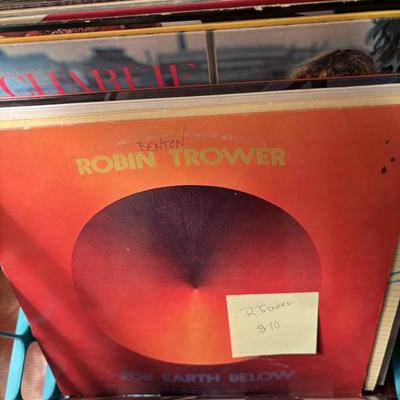 CHARLIE
BENTON
ROBIN TROWER
R Trower
$10
FOR EARTH BELOW